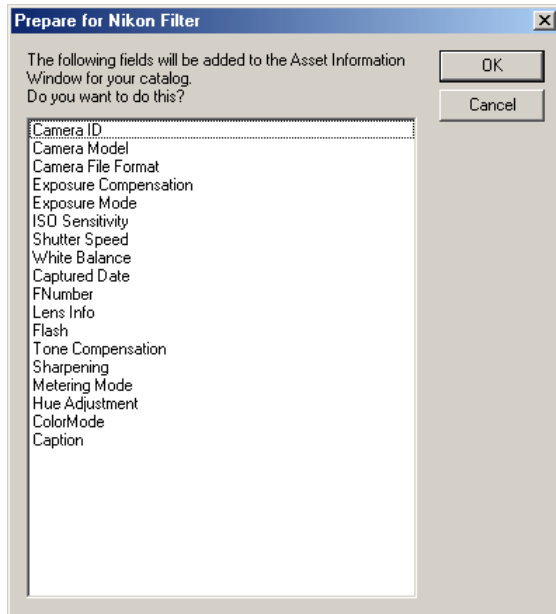 Prepare for Nikon Filter
The following fields will be added to the Asset Information
Window for your catalog.
Do you want to do this?
OK
Cancel
Camera ID
Camera Model
Camera File Format
Exposure Compensation
Exposure Mode
ISO Sensitivity
Shutter Speed
White Balance
Captured Date
FNumber
Lens Info
Flash
Tone Compensation
Sharpening
Metering Mode
Hue Adjustment
ColorMode
Caption